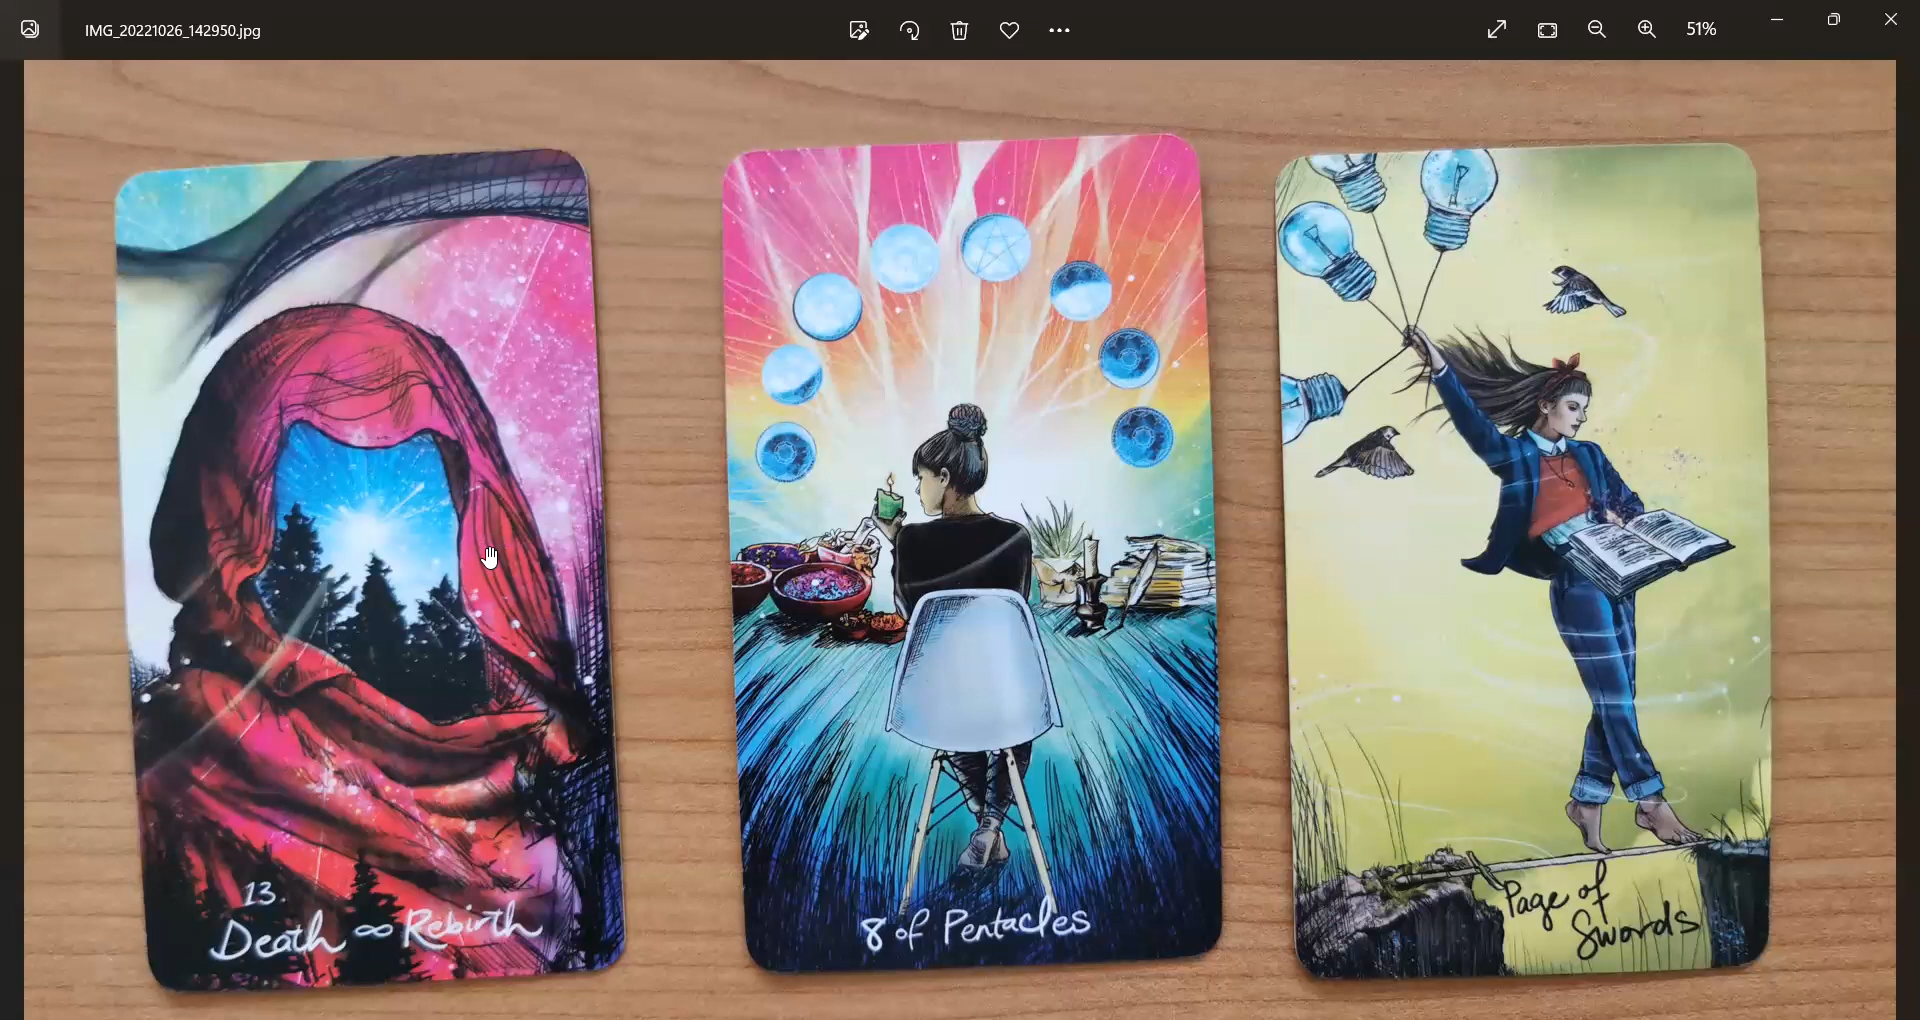 IMG_20221026_142950.jpg
51%
13.
Death ∞ Rebirth
8 of Pentacles
Page of
Swords